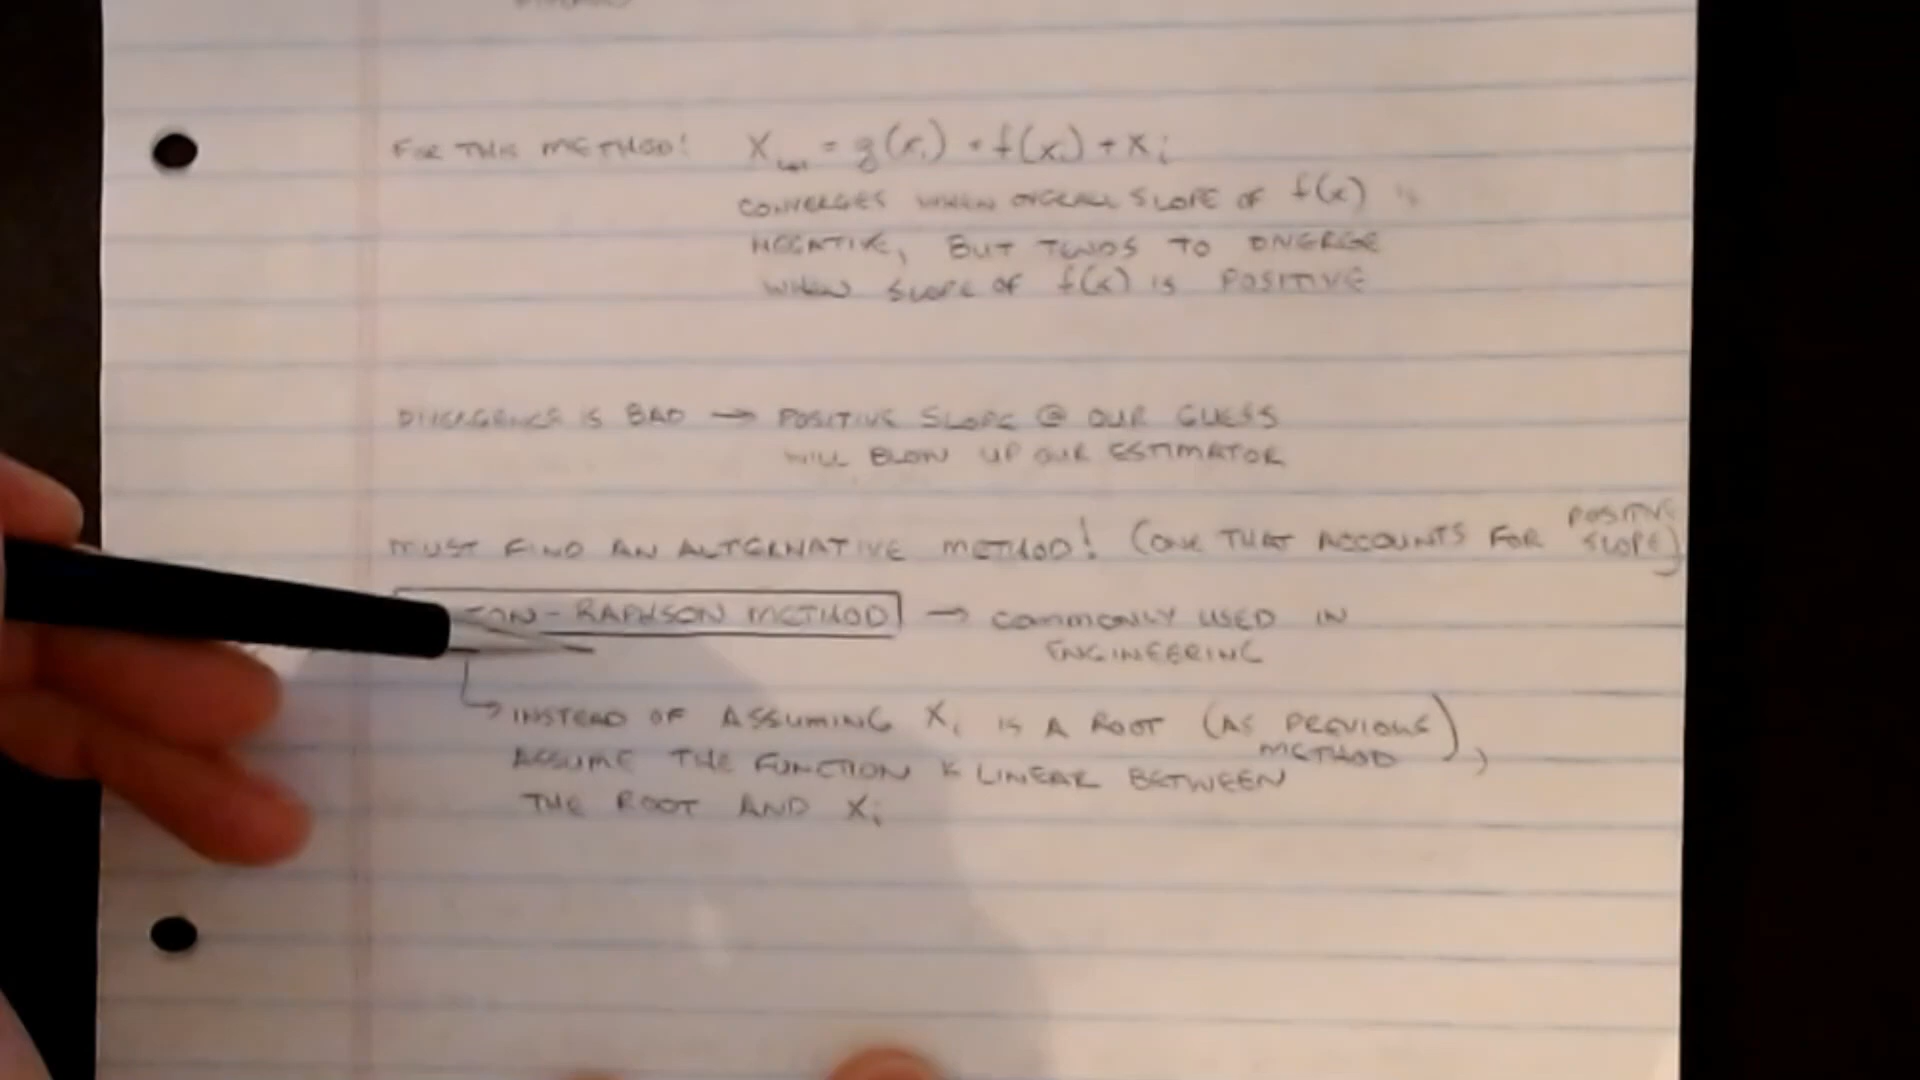 FOR THIS METHOD! X_{i+1} = g(x_i) = f(x_i) + x_i
CONVERGES WHEN OVERALL SLOPE OF f(x) is
NEGATIVE, BUT TENDS TO DIVERGE
WHEN SLOPE OF f(x) IS POSITIVE
DIVERGENCE IS BAD → POSITIVE SLOPE @ OUR GUESS
WILL BLOW UP OUR ESTIMATOR
MUST FIND AN ALTERNATIVE METHOD! (ONE THAT ACCOUNTS FOR POSITIVE SLOPE)
TON-RAPHSON METHOD → COMMONLY USED IN
ENGINEERING
↳ INSTEAD OF ASSUMING X_i IS A ROOT (AS PREVIOUS METHOD),
ASSUME THE FUNCTION IS LINEAR BETWEEN
THE ROOT AND X_i